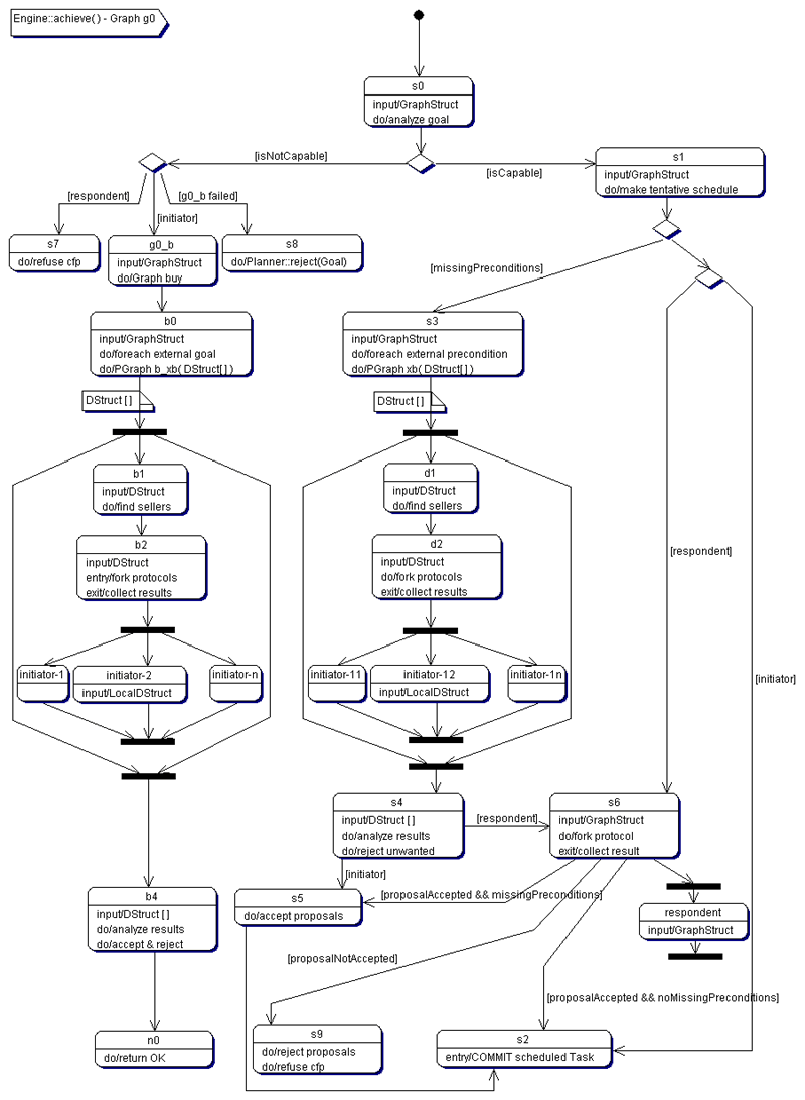 Engine::achieve( ) - Graph g0
s0
input/GraphStruct
do/analyze goal
[isNotCapable]
[isCapable]
s1
input/GraphStruct
do/make tentative schedule
[respondent]
[g0_b failed]
[initiator]
s7
do/refuse cfp
g0_b
input/GraphStruct
do/Graph buy
s8
do/Planner::reject(Goal)
[missingPreconditions]
b0
input/GraphStruct
do/foreach external goal
do/PGraph b_xb( DStruct[ ] )
s3
input/GraphStruct
do/foreach external precondition
do/PGraph xb( DStruct[ ] )
DStruct [ ]
DStruct [ ]
b1
input/DStruct
do/find sellers
d1
input/DStruct
do/find sellers
b2
input/DStruct
entry/fork protocols
exit/collect results
d2
input/DStruct
do/fork protocols
exit/collect results
[respondent]
initiator-1
initiator-2
input/LocalDStruct
initiator-n
initiator-11
initiator-12
input/LocalDStruct
initiator-1n
[initiator]
s4
input/DStruct [ ]
do/analyze results
do/reject unwanted
[respondent]
s6
input/GraphStruct
do/fork protocol
exit/collect result
[initiator]
s5
do/accept proposals
[proposalAccepted && missingPreconditions]
respondent
input/GraphStruct
b4
input/DStruct [ ]
do/analyze results
do/accept & reject
[proposalNotAccepted]
[proposalAccepted && noMissingPreconditions]
n0
do/return OK
s9
do/reject proposals
do/refuse cfp
s2
entry/COMMIT scheduled Task